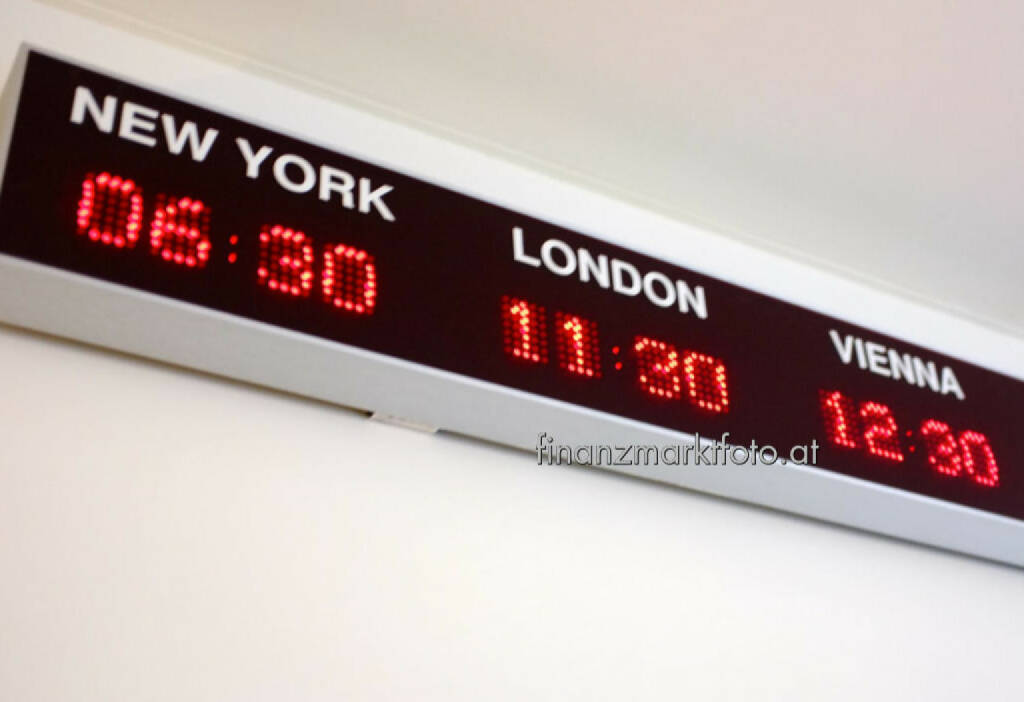 NEW YORK
06:30
LONDON
11:30
VIENNA
12:30
finanzmarktfoto.at